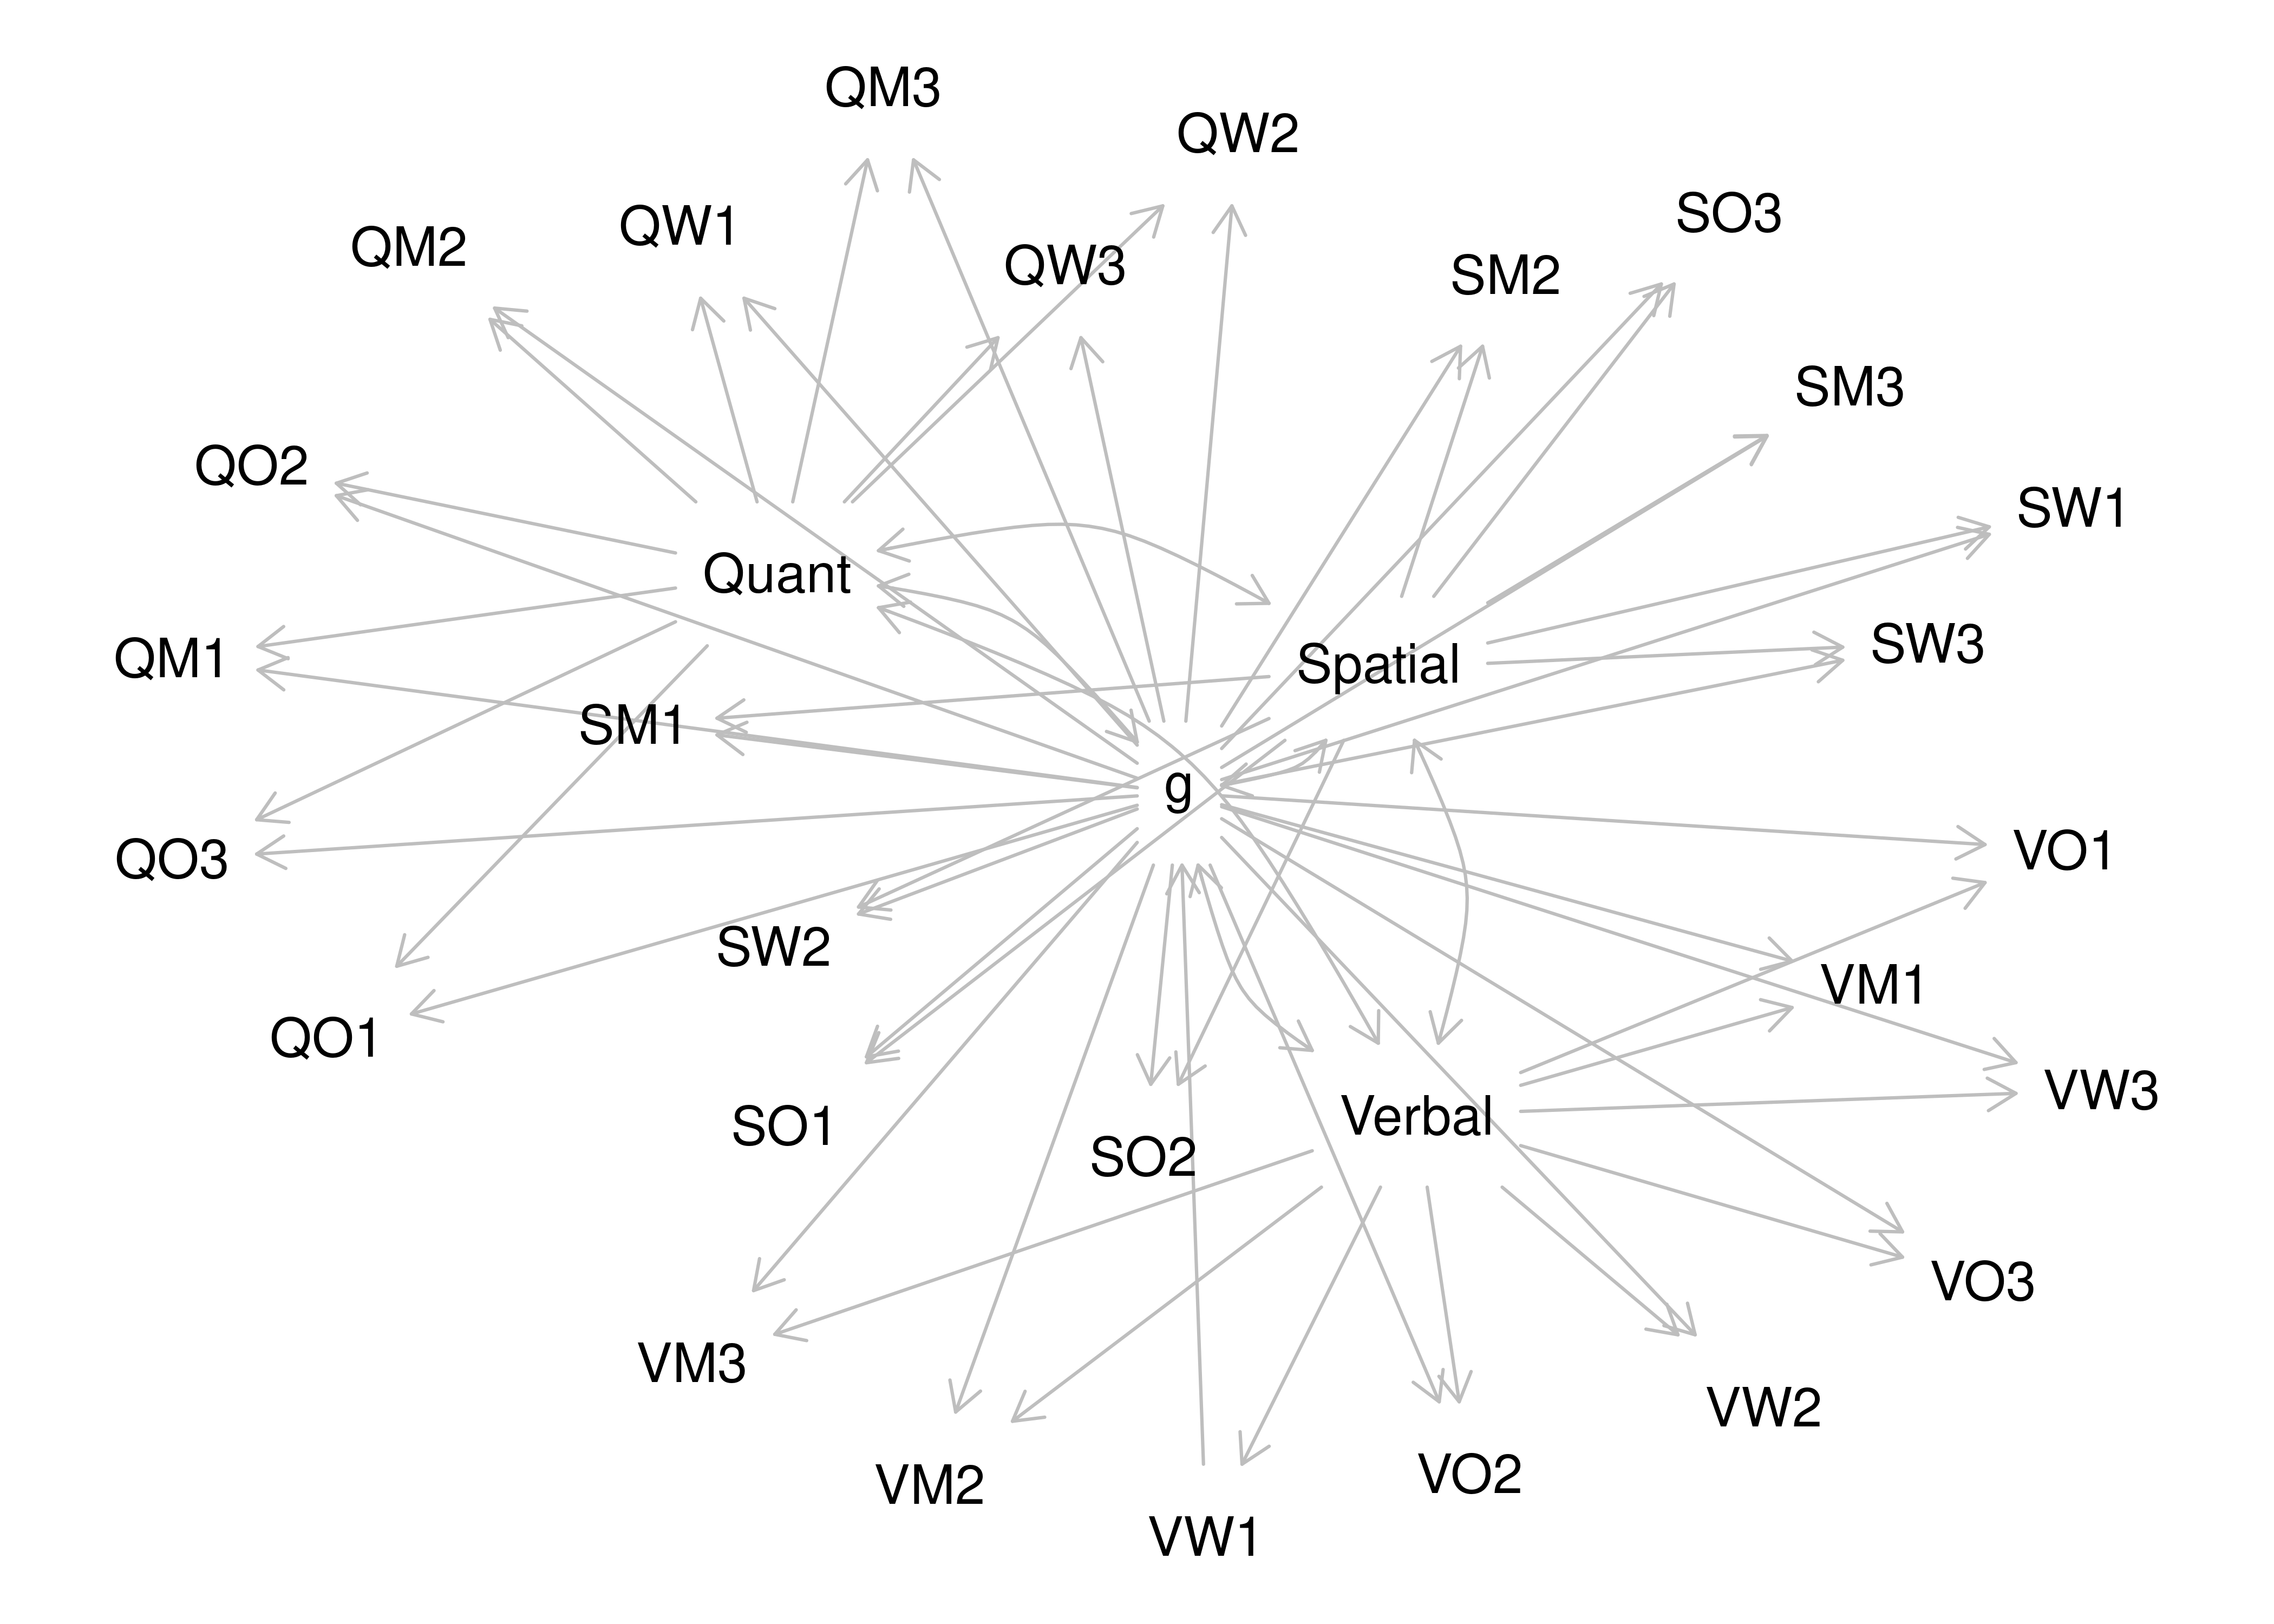 QM3
QW2
SO3
QW1
QM2
QW3
SM2
SM3
QO2
SW1
Quant
SW3
QM1
Spatial
SM1
g
VO1
QO3
SW2
VM1
QO1
VW3
Verbal
SO1
SO2
VO3
VM3
VW2
VO2
VM2
VW1